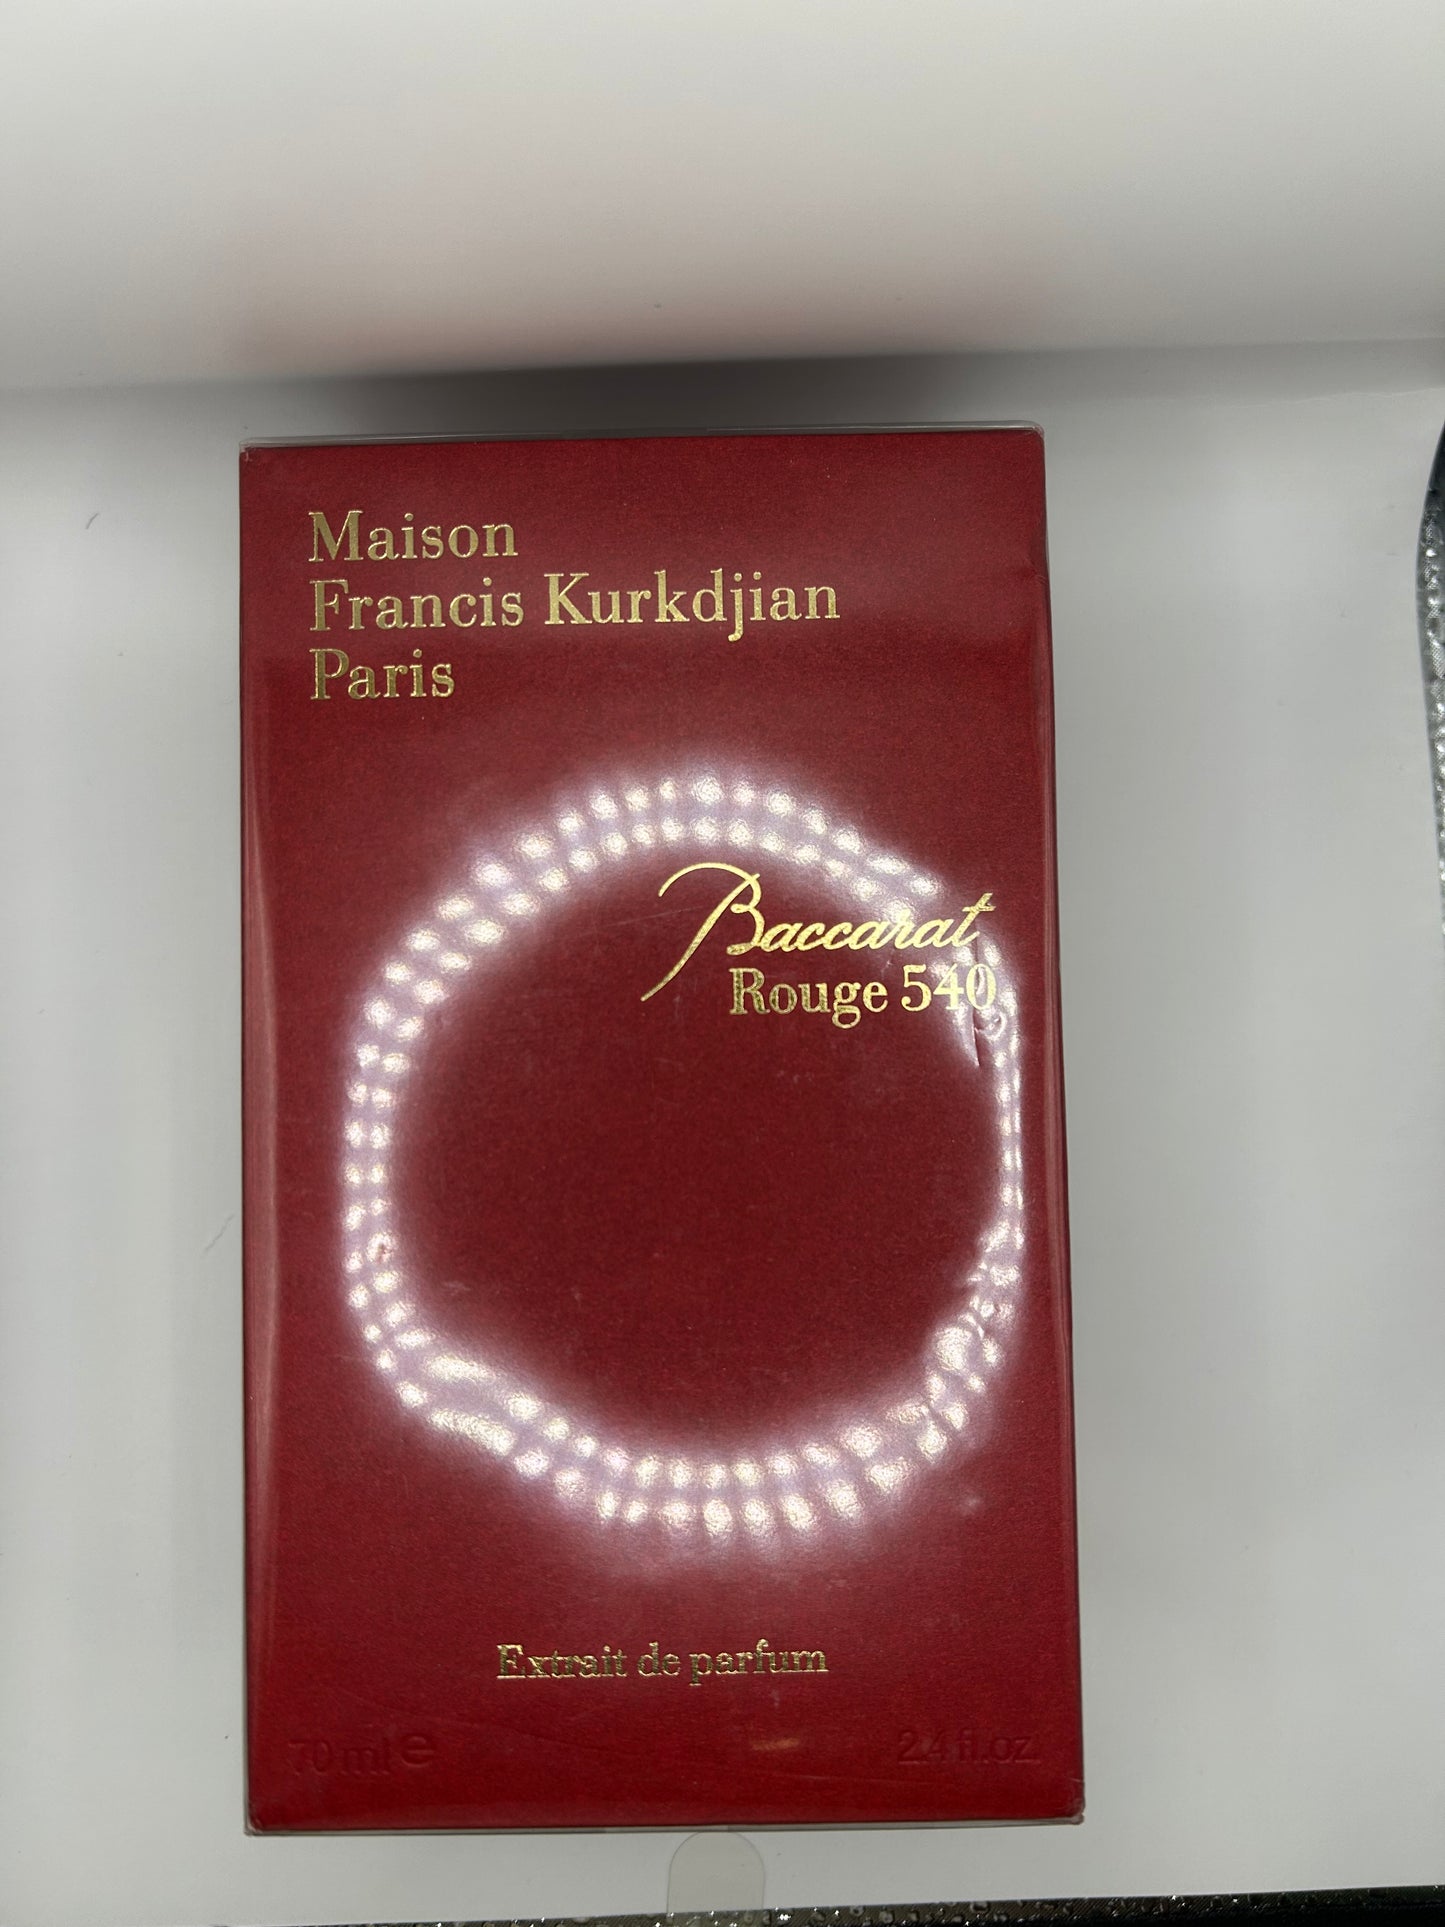 Maison
Francis Kurkdjian
Paris
Baccarat
Rouge 540
Extrait de parfum
70 ml e 2.4 fl.oz